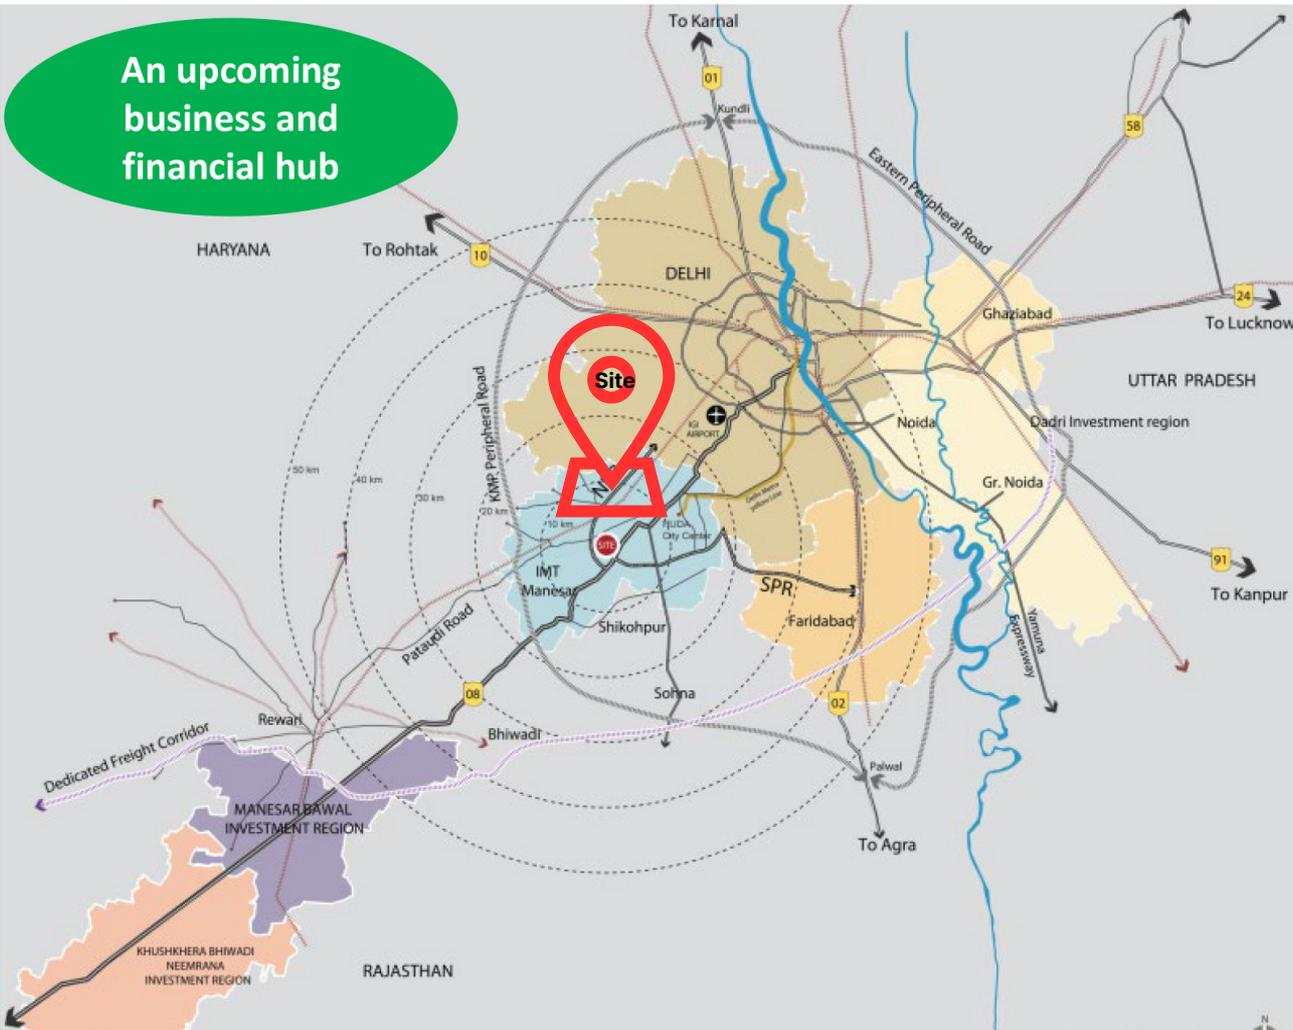 An upcoming
business and
financial hub
To Karnal
01
Kundli
58
Eastern Peripheral Road
HARYANA
To Rohtak
10
DELHI
24
To Lucknow
Ghaziabad
Site
UTTAR PRADESH
KMP Peripheral Road
IGI
AIRPORT
Noida
Dadri Investment region
50 km
40 km
30 km
20 km
10 km
Gr. Noida
Delhi Metro
yellow Line
City Center
SITE
91
To Kanpur
IMT
Manesar
SPR
Shikohpur
Faridabad
Yamuna
Expressway
Pataudi Road
08
Sohna
02
Rewari
Bhiwadi
Dedicated Freight Corridor
Palwal
MANESAR BAWAL
INVESTMENT REGION
To Agra
KHUSHKHERA BHIWADI
NEEMRANA
INVESTMENT REGION
RAJASTHAN
N